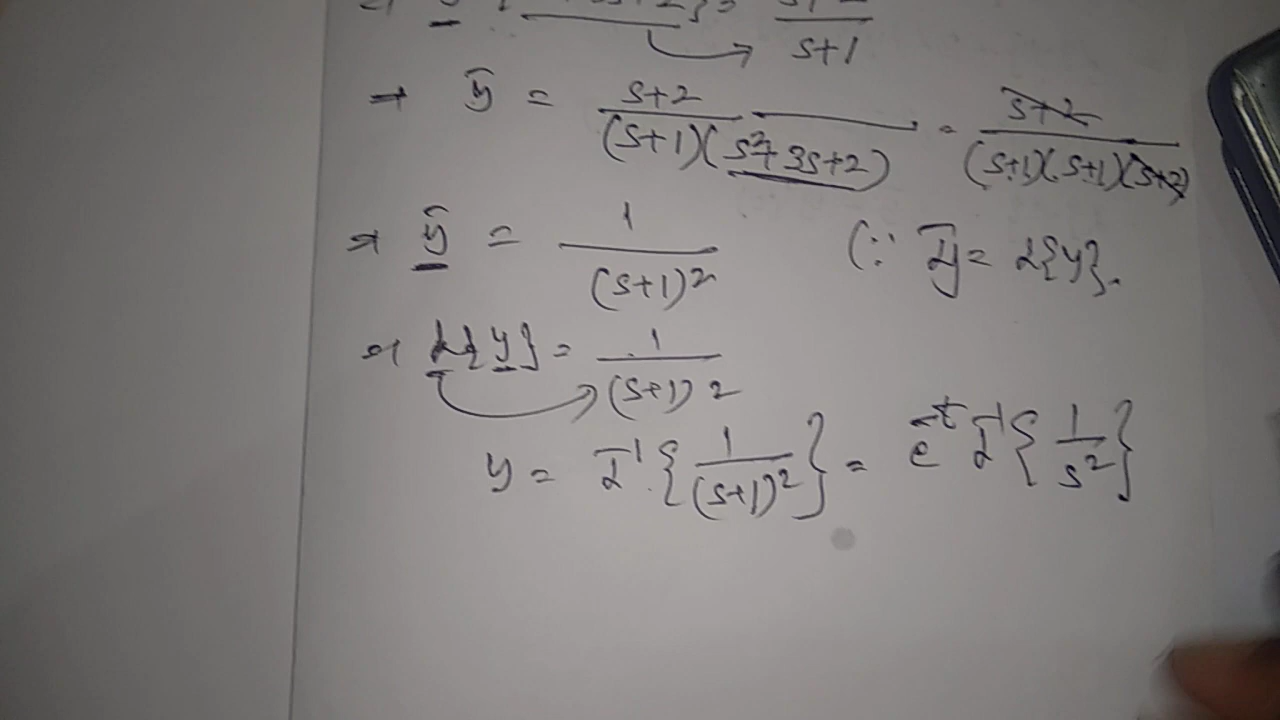 s+1
⇒ ȳ = s+2 / (s+1)(s²+3s+2) = s+2 / (s+1)(s+1)(s+2)
⇒ ȳ = 1 / (s+1)² (∵ ȳ = L{y}.
⇒ L{y} = 1 / (s+1)²
y = L⁻¹{1 / (s+1)²} = e⁻ᵗ L⁻¹{1 / s²}